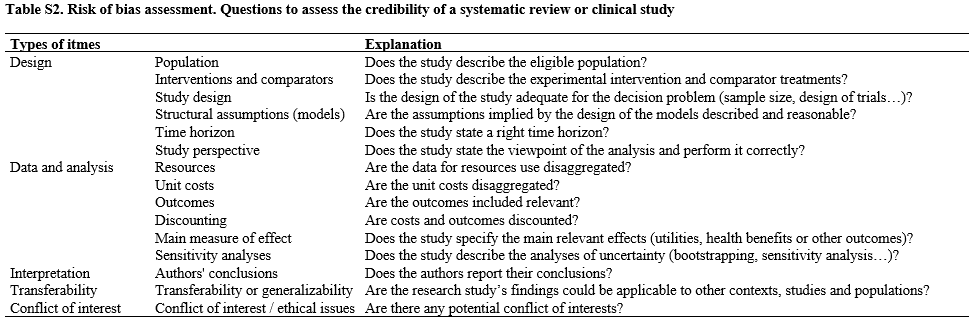 Table S2. Risk of bias assessment. Questions to assess the credibility of a systematic review or clinical study
Types of itmes Explanation
Design Population Does the study describe the eligible population?
Interventions and comparators Does the study describe the experimental intervention and comparator treatments?
Study design Is the design of the study adequate for the decision problem (sample size, design of trials…)?
Structural assumptions (models) Are the assumptions implied by the design of the models described and reasonable?
Time horizon Does the study state a right time horizon?
Study perspective Does the study state the viewpoint of the analysis and perform it correctly?
Data and analysis Resources Are the data for resources use disaggregated?
Unit costs Are the unit costs disaggregated?
Outcomes Are the outcomes included relevant?
Discounting Are costs and outcomes discounted?
Main measure of effect Does the study specify the main relevant effects (utilities, health benefits or other outcomes)?
Sensitivity analyses Does the study describe the analyses of uncertainty (bootstrapping, sensitivity analysis…)?
Interpretation Authors' conclusions Does the authors report their conclusions?
Transferability Transferability or generalizability Are the research study’s findings could be applicable to other contexts, studies and populations?
Conflict of interest Conflict of interest / ethical issues Are there any potential conflict of interests?